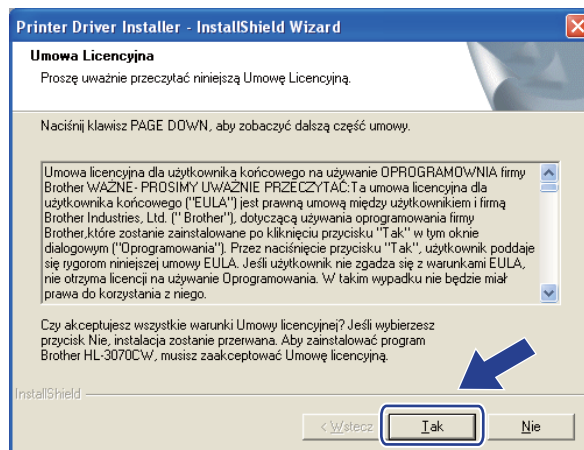 Printer Driver Installer - InstallShield Wizard
Umowa Licencyjna
Proszę uważnie przeczytać niniejszą Umowę Licencyjną.
Naciśnij klawisz PAGE DOWN, aby zobaczyć dalszą część umowy.
Umowa licencyjna dla użytkownika końcowego na używanie OPROGRAMOWNIA firmy
Brother WAŻNE- PROSIMY UWAŻNIE PRZECZYTAĆ:Ta umowa licencyjna dla
użytkownika końcowego ("EULA") jest prawną umową między użytkownikiem i firmą
Brother Industries, Ltd. (" Brother"), dotyczącą używania oprogramowania firmy
Brother,które zostanie zainstalowane po kliknięciu przycisku "Tak" w tym oknie
dialogowym ("Oprogramowania"). Przez naciśnięcie przycisku "Tak", użytkownik poddaje
się rygorom niniejszej umowy EULA. Jeśli użytkownik nie zgadza się z warunkami EULA,
nie otrzyma licencji na używanie Oprogramowania. W takim wypadku nie będzie miał
prawa do korzystania z niego.
Czy akceptujesz wszystkie warunki Umowy licencyjnej? Jeśli wybierzesz
przycisk Nie, instalacja zostanie przerwana. Aby zainstalować program
Brother HL-3070CW, musisz zaakceptować Umowę licencyjną.
InstallShield
< Wstecz Tak Nie